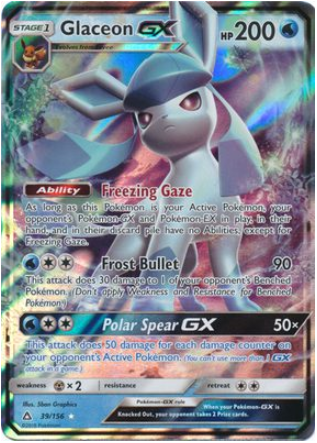 STAGE 1 Glaceon GX HP 200
Evolves from Eevee
Ability Freezing Gaze
As long as this Pokémon is your Active Pokémon, your
opponent's Pokémon-GX and Pokémon-EX in play, in their
hand, and in their discard pile have no Abilities, except
for Freezing Gaze.
Frost Bullet 90
This attack does 30 damage to 1 of your opponent's Benched
Pokémon. (Don't apply Weakness and Resistance for Benched
Pokémon.)
Polar Spear GX 50×
This attack does 50 damage for each damage counter on
your opponent's Active Pokémon. (You can't use more than 1
GX attack in a game.)
weakness ×2 resistance retreat
Pokémon-GX rule
Illus. 5ban Graphics
When your Pokémon-GX is
Knocked Out, your opponent takes 2 Prize cards.
39/156
©2018 Pokémon